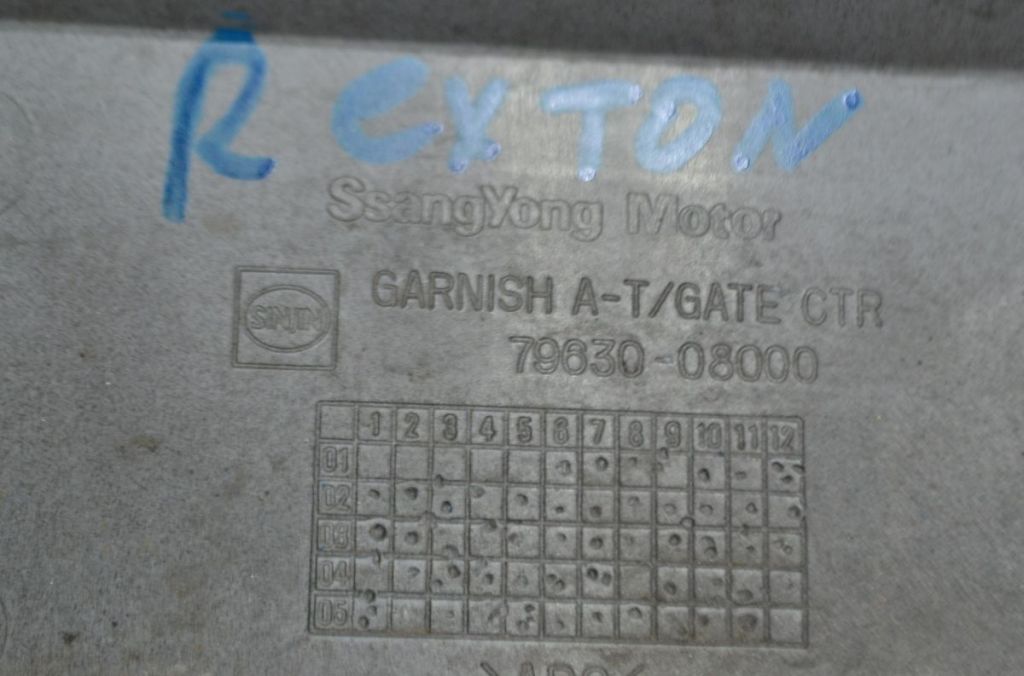 RexTON
SsangYong Motor
SINJIN
GARNISH A-T/GATE CTR
79630-08000
1 2 3 4 5 6 7 8 9 10 11 12
01
02
03
04
05